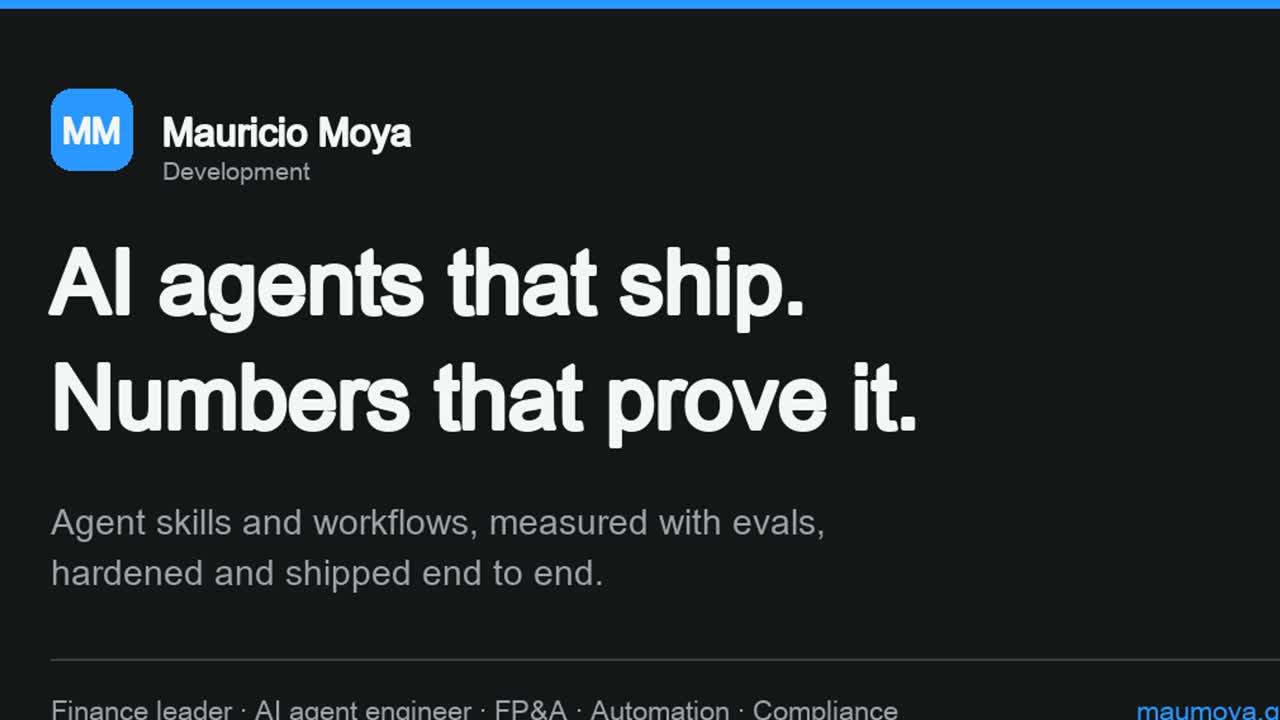 MM
Mauricio Moya
Development
AI agents that ship.
Numbers that prove it.
Agent skills and workflows, measured with evals,
hardened and shipped end to end.
Finance leader · AI agent engineer · FP&A · Automation · Compliance